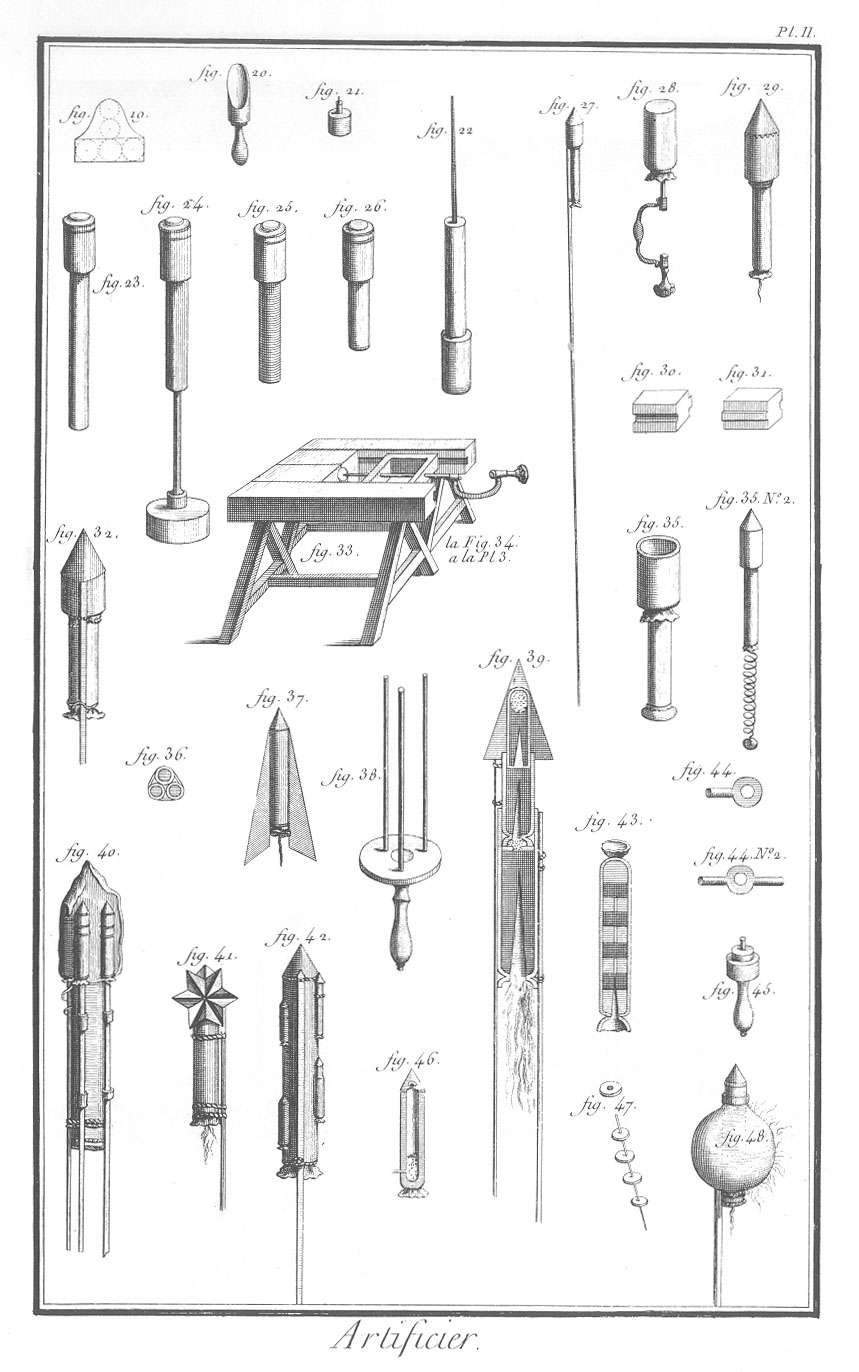 Pl. II.
fig. 19.
fig. 20.
fig. 21.
fig. 22
fig. 27.
fig. 28.
fig. 29.
fig. 23.
fig. 24.
fig. 25.
fig. 26.
fig. 30.
fig. 31.
fig. 32.
fig. 33.
la Fig. 34.
a la Pl 3.
fig. 35.
fig. 35. Nº 2.
fig. 36.
fig. 37.
fig. 38.
fig. 39.
fig. 40.
fig. 41.
fig. 42.
fig. 43.
fig. 44.
fig. 44. Nº 2.
fig. 45.
fig. 46.
fig. 47.
fig. 48.
Artificier.